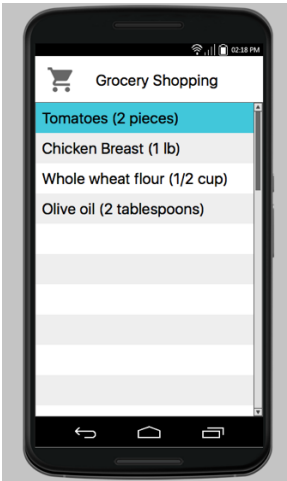 02:18 PM
Grocery Shopping
Tomatoes (2 pieces)
Chicken Breast (1 lb)
Whole wheat flour (1/2 cup)
Olive oil (2 tablespoons)